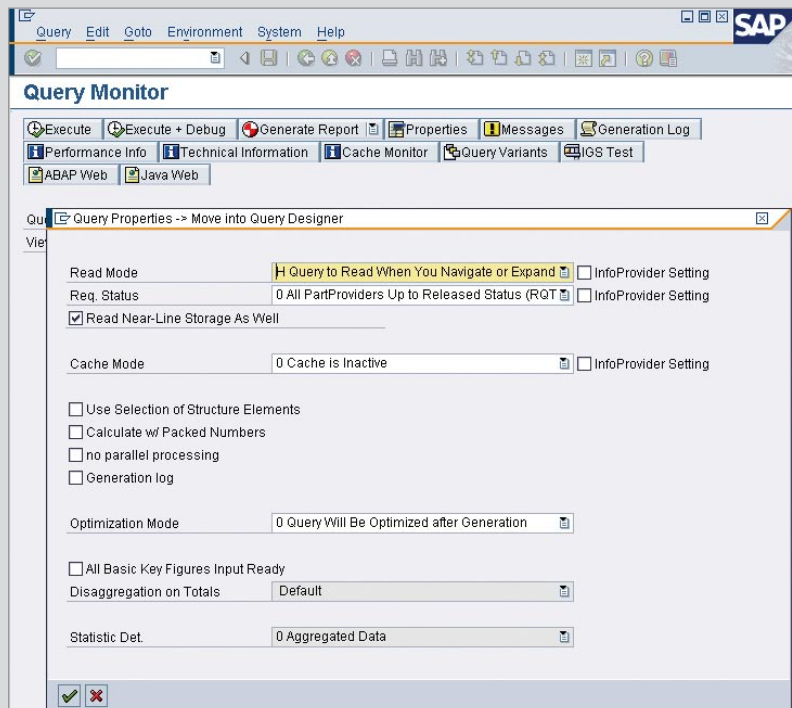 Query Edit Goto Environment System Help
SAP
Query Monitor
Execute Execute + Debug Generate Report Properties Messages Generation Log
Performance Info Technical Information Cache Monitor Query Variants IGS Test
ABAP Web Java Web
Qu
Query Properties -> Move into Query Designer
Vie
Read Mode H Query to Read When You Navigate or Expand InfoProvider Setting
Req. Status 0 All PartProviders Up to Released Status (RQT InfoProvider Setting
Read Near-Line Storage As Well
Cache Mode 0 Cache is Inactive InfoProvider Setting
Use Selection of Structure Elements
Calculate w/ Packed Numbers
no parallel processing
Generation log
Optimization Mode 0 Query Will Be Optimized after Generation
All Basic Key Figures Input Ready
Disaggregation on Totals Default
Statistic Det. 0 Aggregated Data